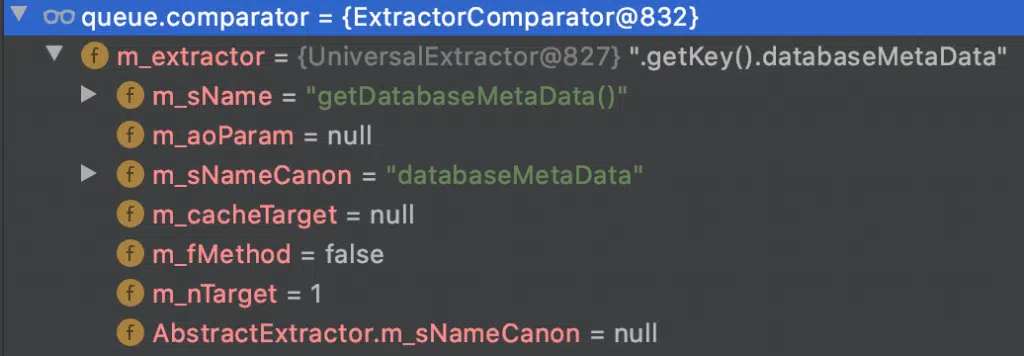 queue.comparator = {ExtractorComparator@832}
f m_extractor = {UniversalExtractor@827} ".getKey().databaseMetaData"
f m_sName = "getDatabaseMetaData()"
f m_aoParam = null
f m_sNameCanon = "databaseMetaData"
f m_cacheTarget = null
f m_fMethod = false
f m_nTarget = 1
f AbstractExtractor.m_sNameCanon = null